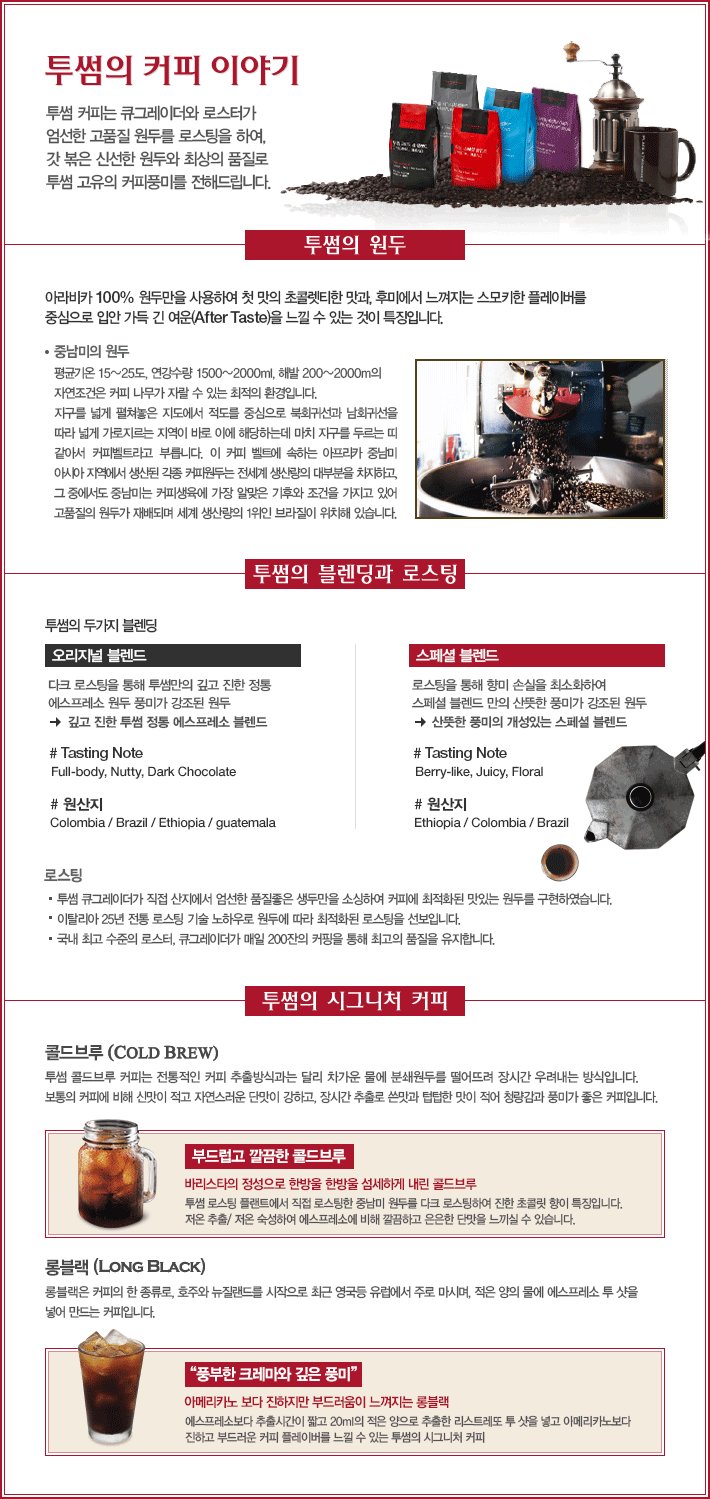 투썸의 커피 이야기
투썸 커피는 큐그레이더와 로스터가
엄선한 고품질 원두를 로스팅을 하여,
갓 볶은 신선한 원두와 최상의 품질로
투썸 고유의 커피풍미를 전해드립니다.
투썸의 원두
아라비카 100% 원두만을 사용하여 첫 맛의 초콜렛티한 맛과, 후미에서 느껴지는 스모키한 플레이버를
중심으로 입안 가득 긴 여운(After Taste)을 느낄 수 있는 것이 특징입니다.
• 중남미의 원두
평균기온 15~25도, 연강수량 1500~2000ml, 해발 200~2000m의
자연조건은 커피 나무가 자랄 수 있는 최적의 환경입니다.
지구를 넓게 펼쳐놓은 지도에서 적도를 중심으로 북회귀선과 남회귀선을
따라 넓게 가로지르는 지역이 바로 이에 해당하는데 마치 지구를 두르는 띠
같아서 커피벨트라고 부릅니다. 이 커피 벨트에 속하는 아프리카 중남미
아시아 지역에서 생산된 각종 커피원두는 전세계 생산량의 대부분을 차지하고,
그 중에서도 중남미는 커피생육에 가장 알맞은 기후와 조건을 가지고 있어
고품질의 원두가 재배되며 세계 생산량의 1위인 브라질이 위치해 있습니다.
투썸의 블렌딩과 로스팅
투썸의 두가지 블렌딩
오리지널 블렌드
다크 로스팅을 통해 투썸만의 깊고 진한 정통
에스프레소 원두 풍미가 강조된 원두
→ 깊고 진한 투썸 정통 에스프레소 블렌드
# Tasting Note
Full-body, Nutty, Dark Chocolate
# 원산지
Colombia / Brazil / Ethiopia / guatemala
스페셜 블렌드
로스팅을 통해 향미 손실을 최소화하여
스페셜 블렌드 만의 산뜻한 풍미가 강조된 원두
→ 산뜻한 풍미의 개성있는 스페셜 블렌드
# Tasting Note
Berry-like, Juicy, Floral
# 원산지
Ethiopia / Colombia / Brazil
로스팅
▪ 투썸 큐그레이더가 직접 산지에서 엄선한 품질좋은 생두만을 소싱하여 커피에 최적화된 맛있는 원두를 구현하였습니다.
▪ 이탈리아 25년 전통 로스팅 기술 노하우로 원두에 따라 최적화된 로스팅을 선보입니다.
▪ 국내 최고 수준의 로스터, 큐그레이더가 매일 200잔의 커핑을 통해 최고의 품질을 유지합니다.
투썸의 시그니처 커피
콜드브루 (COLD BREW)
투썸 콜드브루 커피는 전통적인 커피 추출방식과는 달리 차가운 물에 분쇄원두를 떨어뜨려 장시간 우려내는 방식입니다.
보통의 커피에 비해 신맛이 적고 자연스러운 단맛이 강하고, 장시간 추출로 쓴맛과 텁텁한 맛이 적어 청량감과 풍미가 좋은 커피입니다.
부드럽고 깔끔한 콜드브루
바리스타의 정성으로 한방울 한방울 섬세하게 내린 콜드브루
투썸 로스팅 플랜트에서 직접 로스팅한 중남미 원두를 다크 로스팅하여 진한 초콜릿 향이 특징입니다.
저온 추출/ 저온 숙성하여 에스프레소에 비해 깔끔하고 은은한 단맛을 느끼실 수 있습니다.
롱블랙 (LONG BLACK)
롱블랙은 커피의 한 종류로, 호주와 뉴질랜드를 시작으로 최근 영국등 유럽에서 주로 마시며, 적은 양의 물에 에스프레소 투 샷을
넣어 만드는 커피입니다.
“풍부한 크레마와 깊은 풍미”
아메리카노 보다 진하지만 부드러움이 느껴지는 롱블랙
에스프레소보다 추출시간이 짧고 20ml의 적은 양으로 추출한 리스트레또 투 샷을 넣고 아메리카노보다
진하고 부드러운 커피 플레이버를 느낄 수 있는 투썸의 시그니처 커피